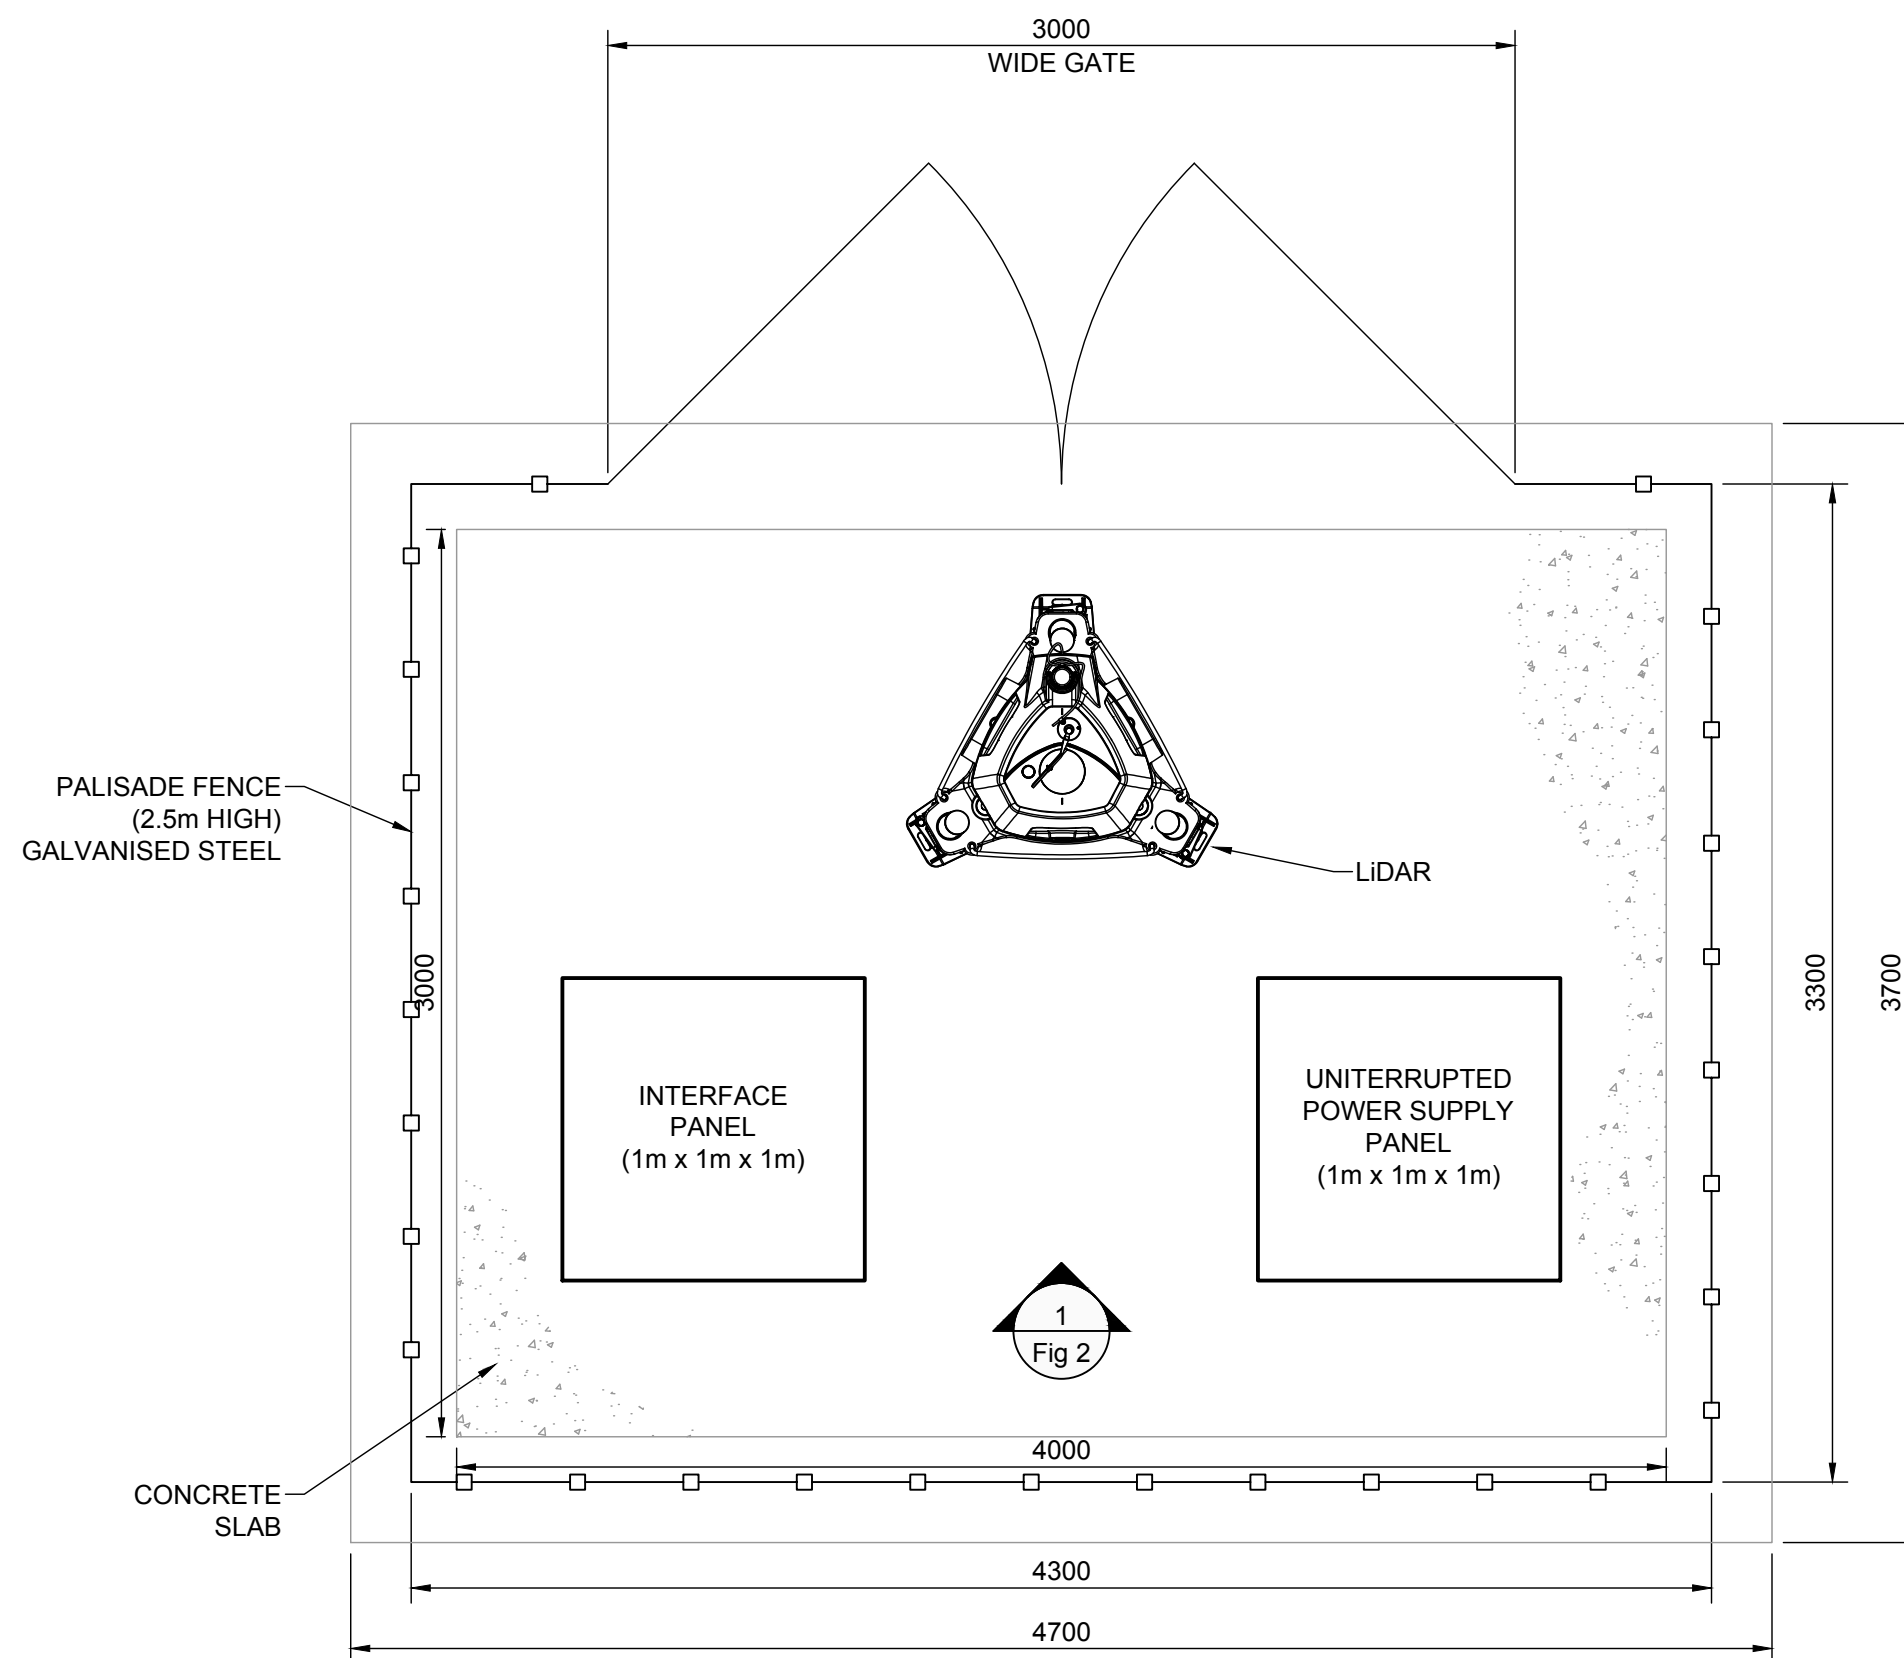 3000
WIDE GATE
PALISADE FENCE
(2.5m HIGH)
GALVANISED STEEL
LiDAR
3000
3300
3700
INTERFACE
PANEL
(1m x 1m x 1m)
UNITERRUPTED
POWER SUPPLY
PANEL
(1m x 1m x 1m)
1
Fig 2
4000
CONCRETE
SLAB
4300
4700